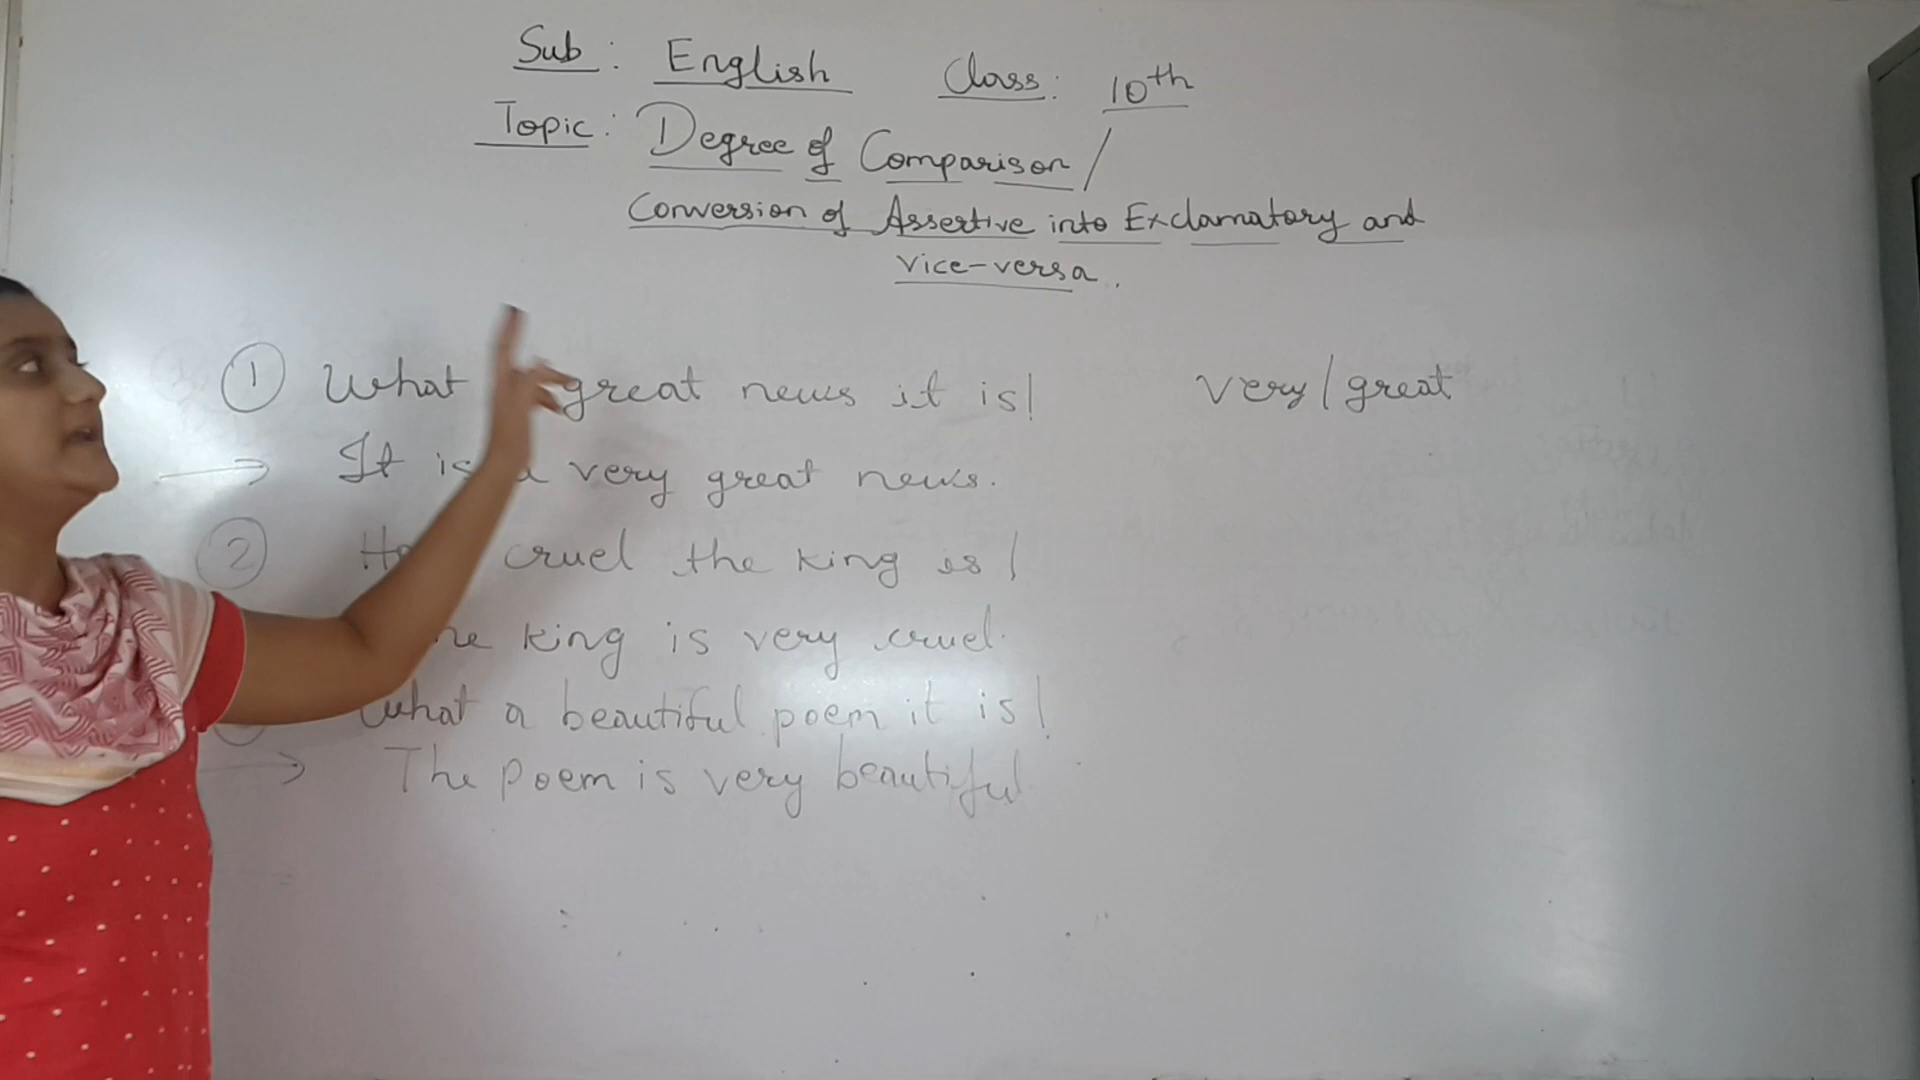 Sub : English Class : 10th
Topic : Degree of Comparison /
Conversion of Assertive into Exclamatory and
vice-versa.
① What great news it is! very/great
→ It is a very great news.
② cruel the king is!
king is very cruel.
What a beautiful poem it is!
→ The poem is very beautiful